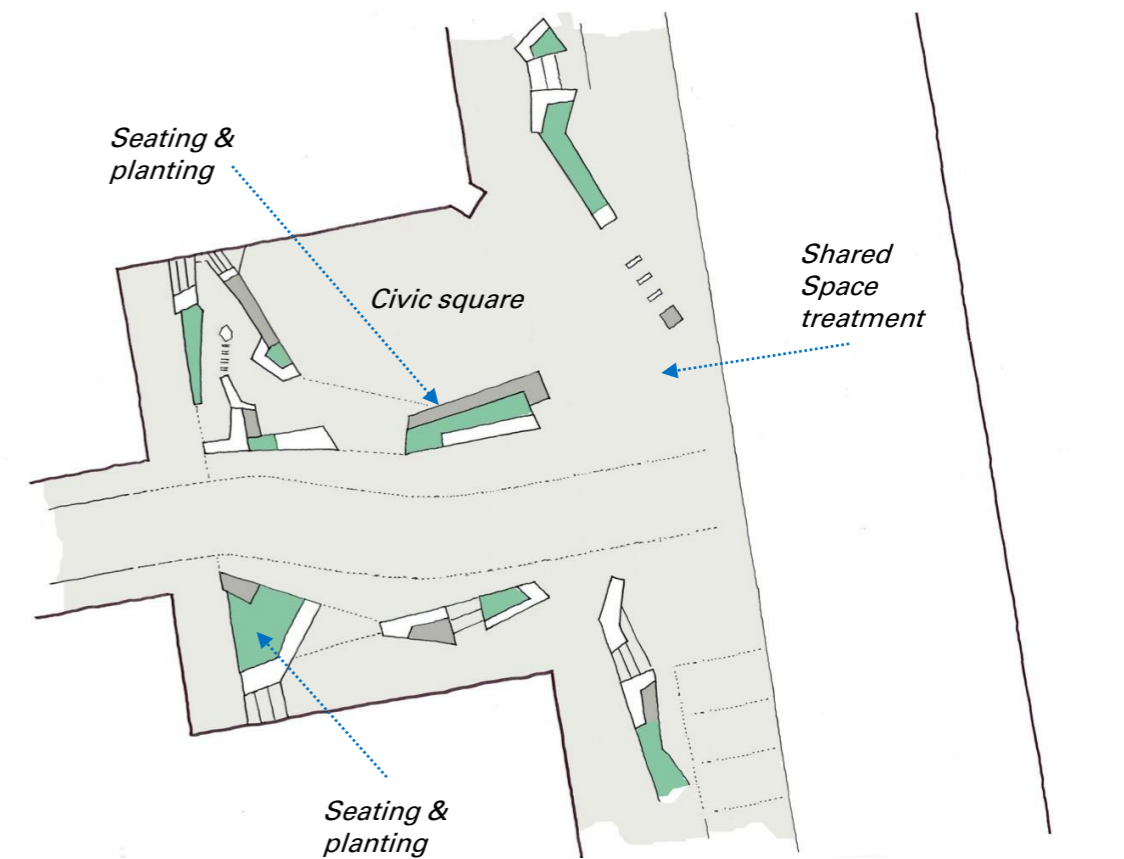 Seating &
planting
Civic square
Shared
Space
treatment
Seating &
planting